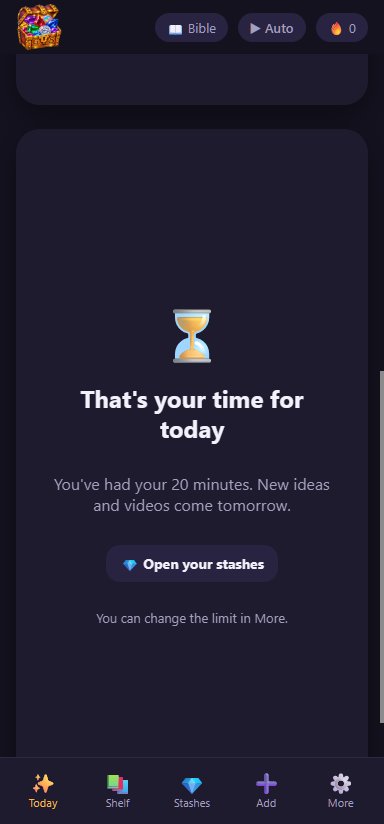 Bible
Auto
0
That's your time for
today
You've had your 20 minutes. New ideas
and videos come tomorrow.
Open your stashes
You can change the limit in More.
Today
Shelf
Stashes
Add
More